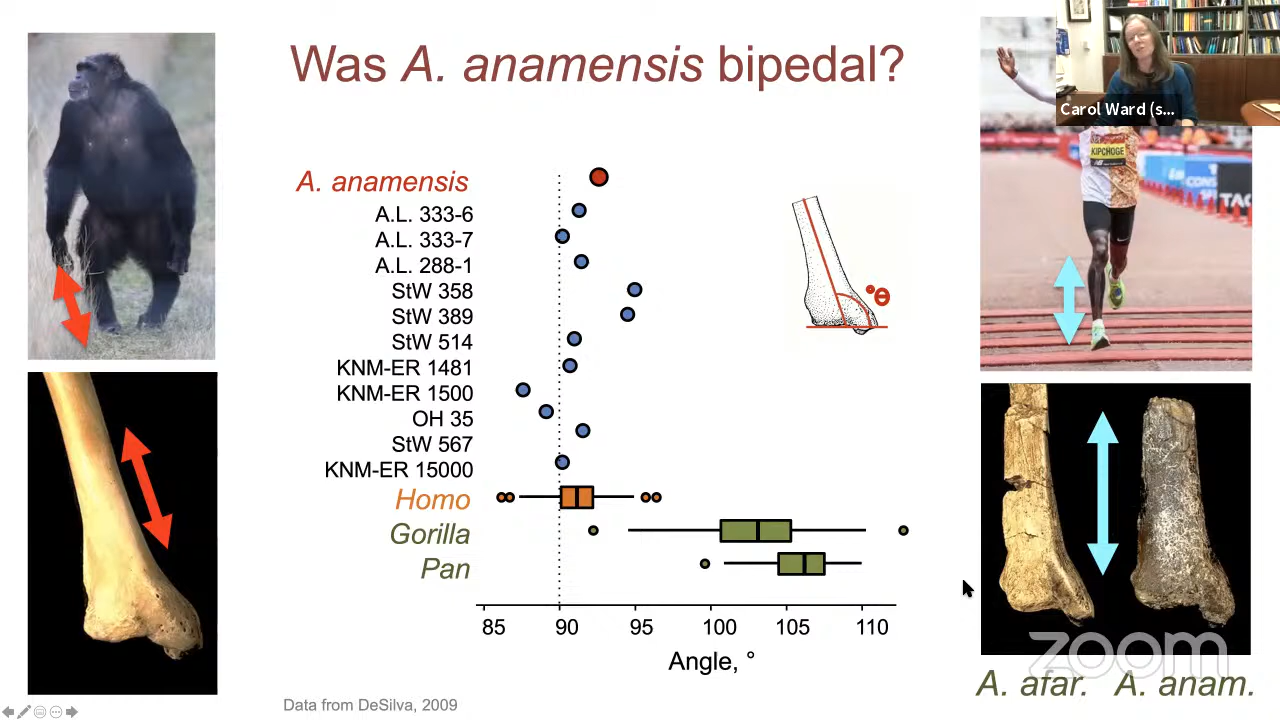 Was A. anamensis bipedal?
Carol Ward (s...
KIPCHOGE
A. anamensis
A.L. 333-6
A.L. 333-7
A.L. 288-1
StW 358
StW 389
StW 514
KNM-ER 1481
KNM-ER 1500
OH 35
StW 567
KNM-ER 15000
Homo
Gorilla
Pan
°Θ
85 90 95 100 105 110
Angle, °
Data from DeSilva, 2009
zoom
A. afar. A. anam.